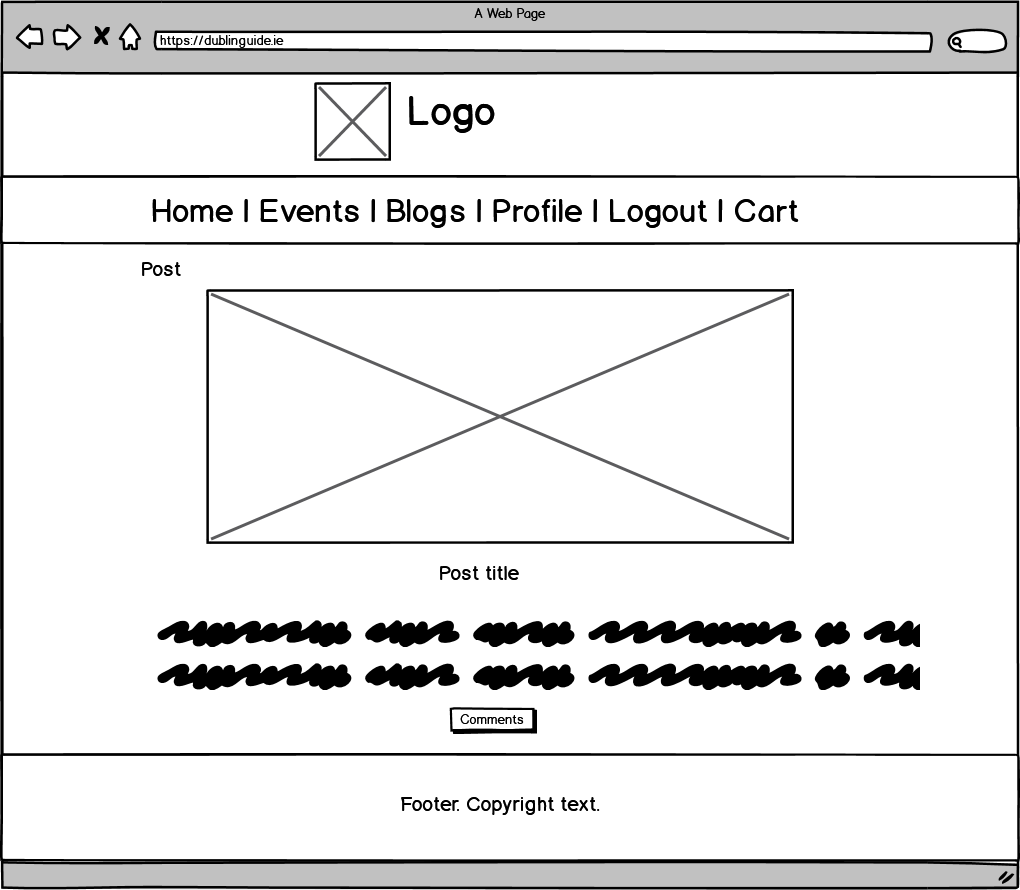 A Web Page
https://dublinguide.ie
Logo
Home | Events | Blogs | Profile | Logout | Cart
Post
Post title
Comments
Footer. Copyright text.